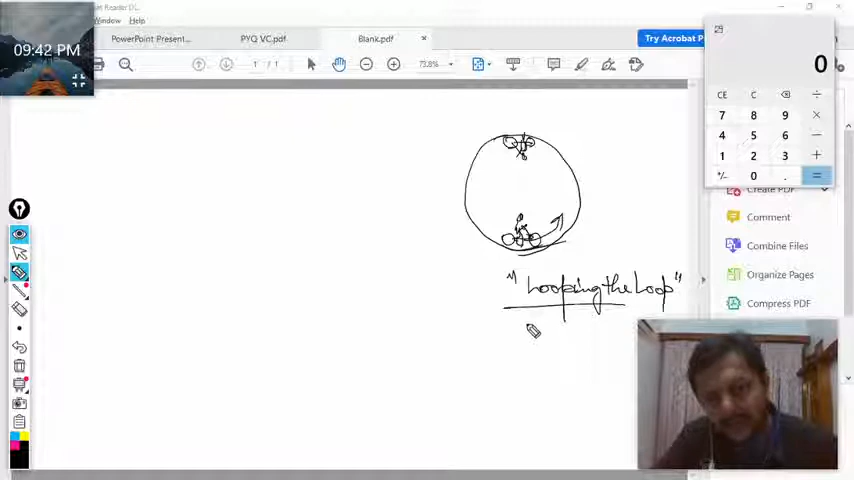 Window Help
09:42 PM
PowerPoint Present...
PYQ VC.pdf
Blank.pdf
Try Acrobat P
1 / 1
73.8%
0
CE C ÷
7 8 9 ×
4 5 6 −
1 2 3 +
+/- 0 . =
Create PDF
Comment
Combine Files
Organize Pages
Compress PDF
"Looping the Loop"